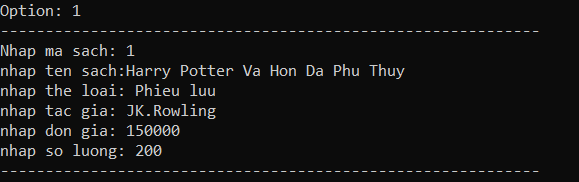 Option: 1
------------------------------------------------------------
Nhap ma sach: 1
nhap ten sach:Harry Potter Va Hon Da Phu Thuy
nhap the loai: Phieu luu
nhap tac gia: JK.Rowling
nhap don gia: 150000
nhap so luong: 200
------------------------------------------------------------